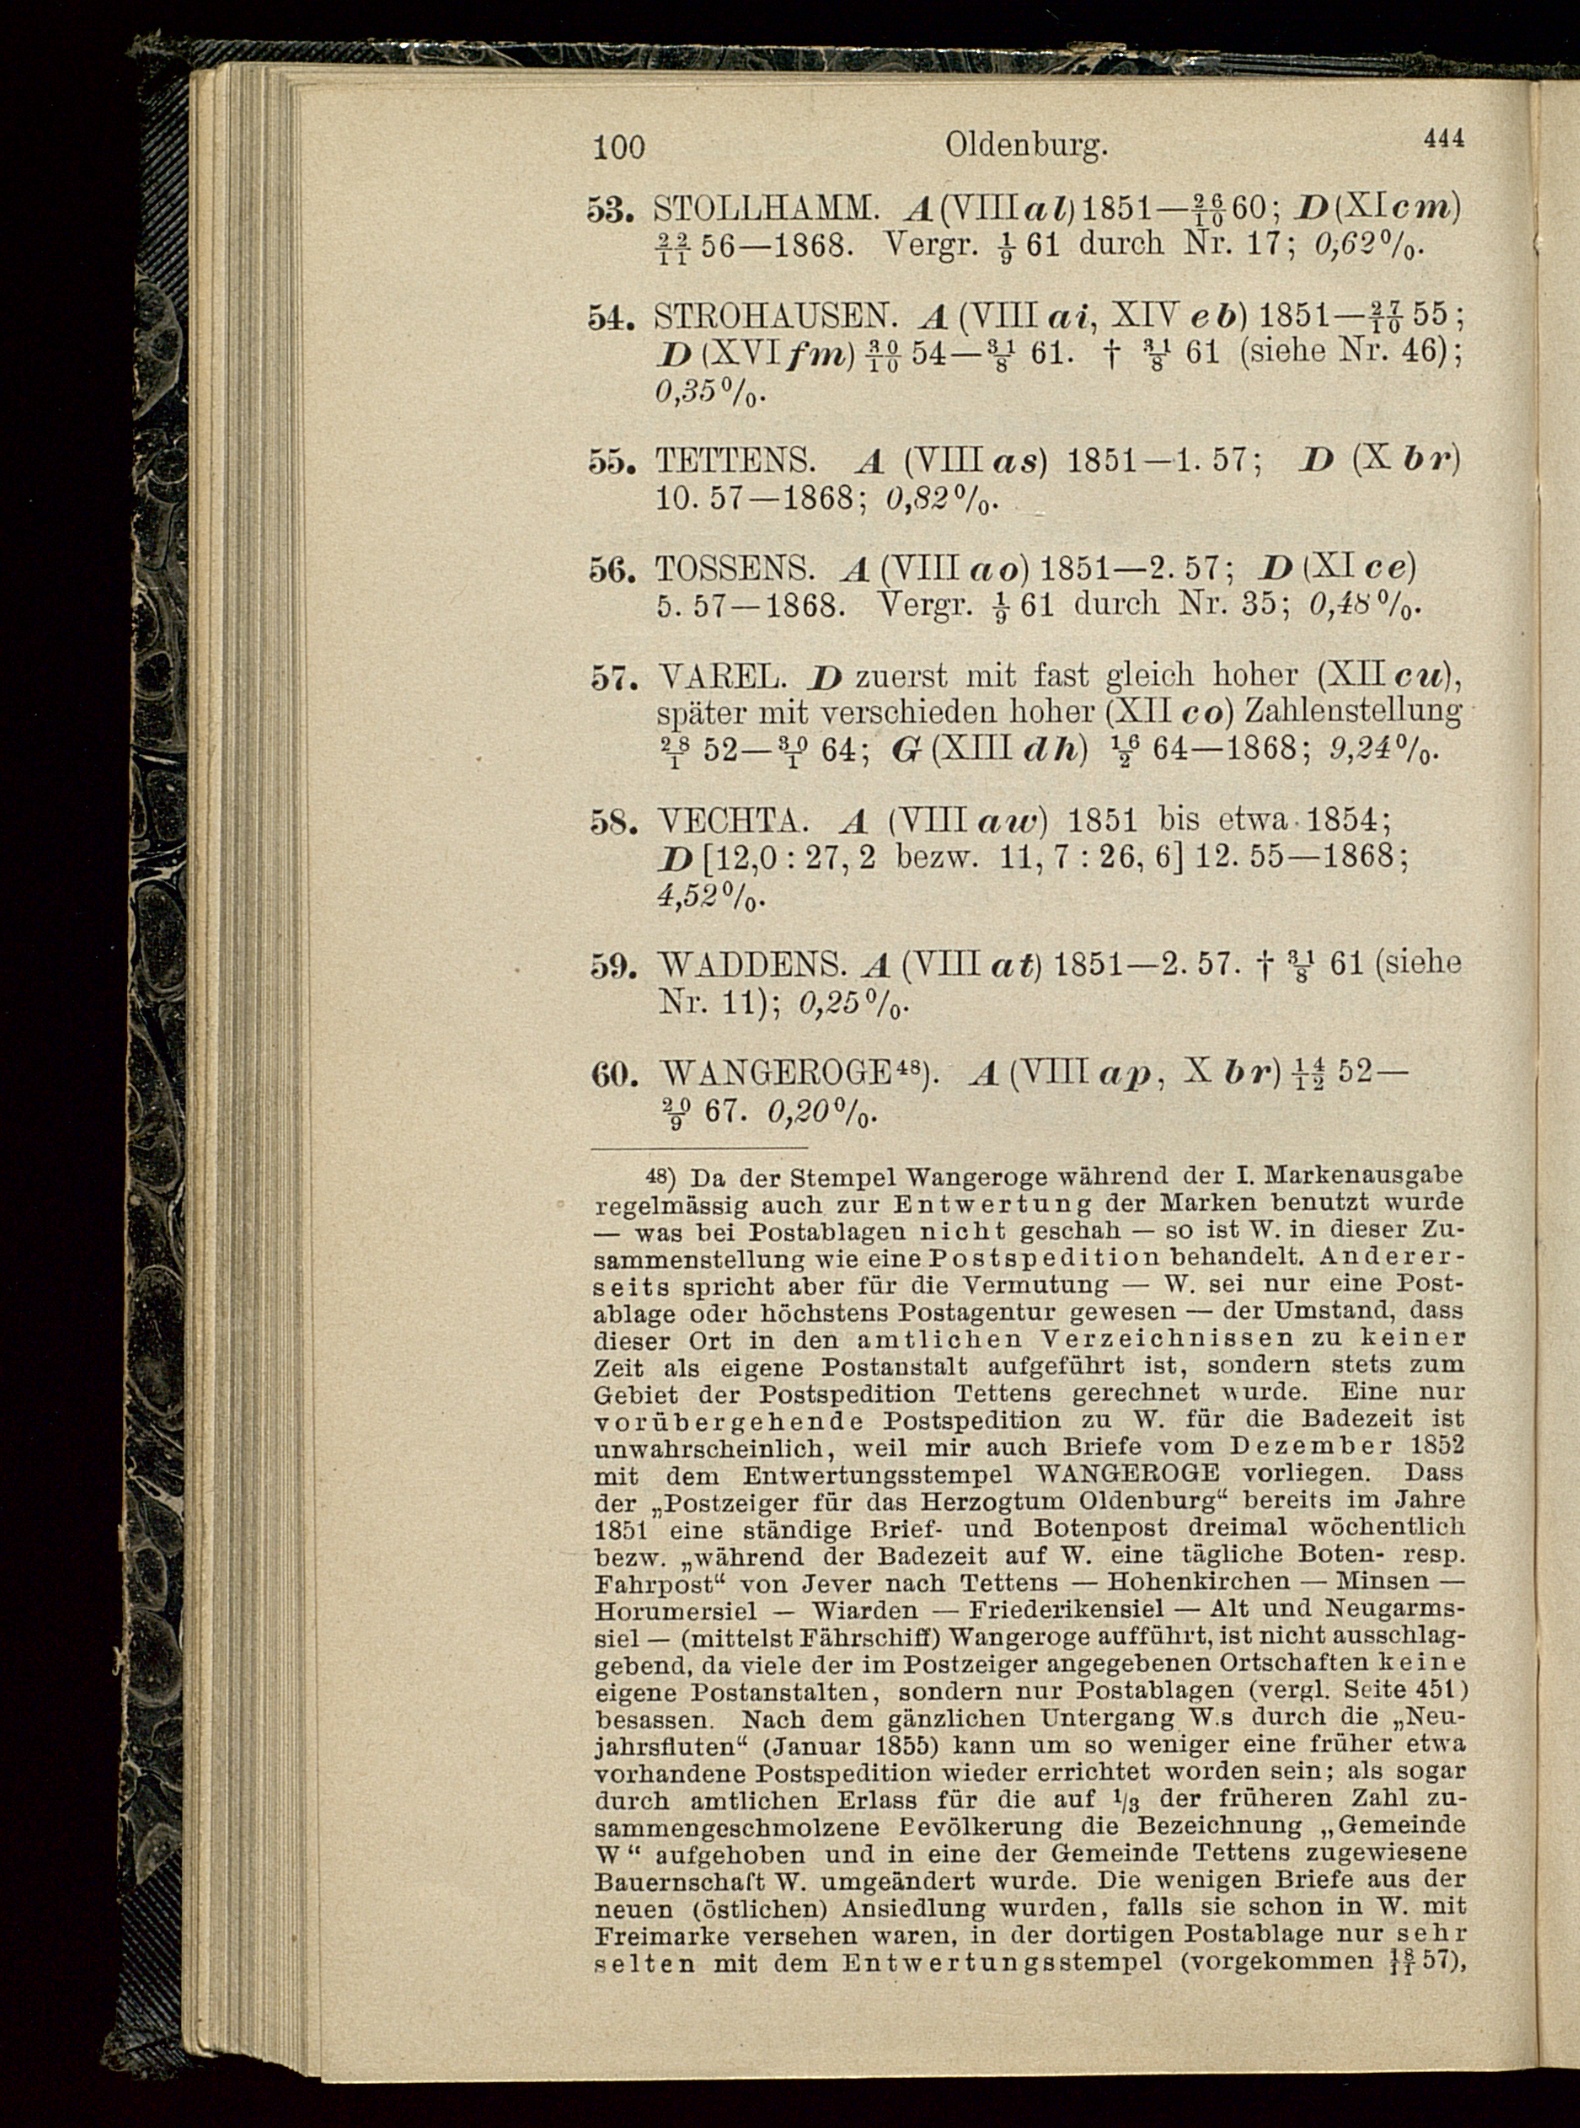 100 Oldenburg. 444
53. STOLLHAMM. A (VIII al) 1851—26/10 60; D (XI cm)
22/11 56—1868. Vergr. 1/9 61 durch Nr. 17; 0,62%.
54. STROHAUSEN. A (VIII ai, XIV eb) 1851—27/10 55;
D (XVI fm) 30/10 54—31/8 61. † 31/8 61 (siehe Nr. 46);
0,35%.
55. TETTENS. A (VIII as) 1851—1. 57; D (X br)
10. 57—1868; 0,82%.
56. TOSSENS. A (VIII ao) 1851—2. 57; D (XI ce)
5. 57—1868. Vergr. 1/9 61 durch Nr. 35; 0,48%.
57. VAREL. D zuerst mit fast gleich hoher (XII cu),
später mit verschieden hoher (XII co) Zahlenstellung
28/1 52—30/1 64; G (XIII dh) 16/2 64—1868; 9,24%.
58. VECHTA. A (VIII aw) 1851 bis etwa 1854;
D [12,0 : 27, 2 bezw. 11, 7 : 26, 6] 12. 55—1868;
4,52%.
59. WADDENS. A (VIII at) 1851—2. 57. † 31/8 61 (siehe
Nr. 11); 0,25%.
60. WANGEROGE⁴⁸). A (VIII ap, X br) 14/12 52—
20/9 67. 0,20%.
48) Da der Stempel Wangeroge während der I. Markenausgabe
regelmässig auch zur Entwertung der Marken benutzt wurde
— was bei Postablagen nicht geschah — so ist W. in dieser Zu-
sammenstellung wie eine Postspedition behandelt. Anderer-
seits spricht aber für die Vermutung — W. sei nur eine Post-
ablage oder höchstens Postagentur gewesen — der Umstand, dass
dieser Ort in den amtlichen Verzeichnissen zu keiner
Zeit als eigene Postanstalt aufgeführt ist, sondern stets zum
Gebiet der Postspedition Tettens gerechnet wurde. Eine nur
vorübergehende Postspedition zu W. für die Badezeit ist
unwahrscheinlich, weil mir auch Briefe vom Dezember 1852
mit dem Entwertungsstempel WANGEROGE vorliegen. Dass
der „Postzeiger für das Herzogtum Oldenburg“ bereits im Jahre
1851 eine ständige Brief- und Botenpost dreimal wöchentlich
bezw. „während der Badezeit auf W. eine tägliche Boten- resp.
Fahrpost“ von Jever nach Tettens — Hohenkirchen — Minsen —
Horumersiel — Wiarden — Friederikensiel — Alt und Neugarms-
siel — (mittelst Fährschiff) Wangeroge aufführt, ist nicht ausschlag-
gebend, da viele der im Postzeiger angegebenen Ortschaften keine
eigene Postanstalten, sondern nur Postablagen (vergl. Seite 451)
besassen. Nach dem gänzlichen Untergang W.s durch die „Neu-
jahrsfluten“ (Januar 1855) kann um so weniger eine früher etwa
vorhandene Postspedition wieder errichtet worden sein; als sogar
durch amtlichen Erlass für die auf 1/3 der früheren Zahl zu-
sammengeschmolzene Bevölkerung die Bezeichnung „Gemeinde
W“ aufgehoben und in eine der Gemeinde Tettens zugewiesene
Bauernschaft W. umgeändert wurde. Die wenigen Briefe aus der
neuen (östlichen) Ansiedlung wurden, falls sie schon in W. mit
Freimarke versehen waren, in der dortigen Postablage nur sehr
selten mit dem Entwertungsstempel (vorgekommen 18/11 57),